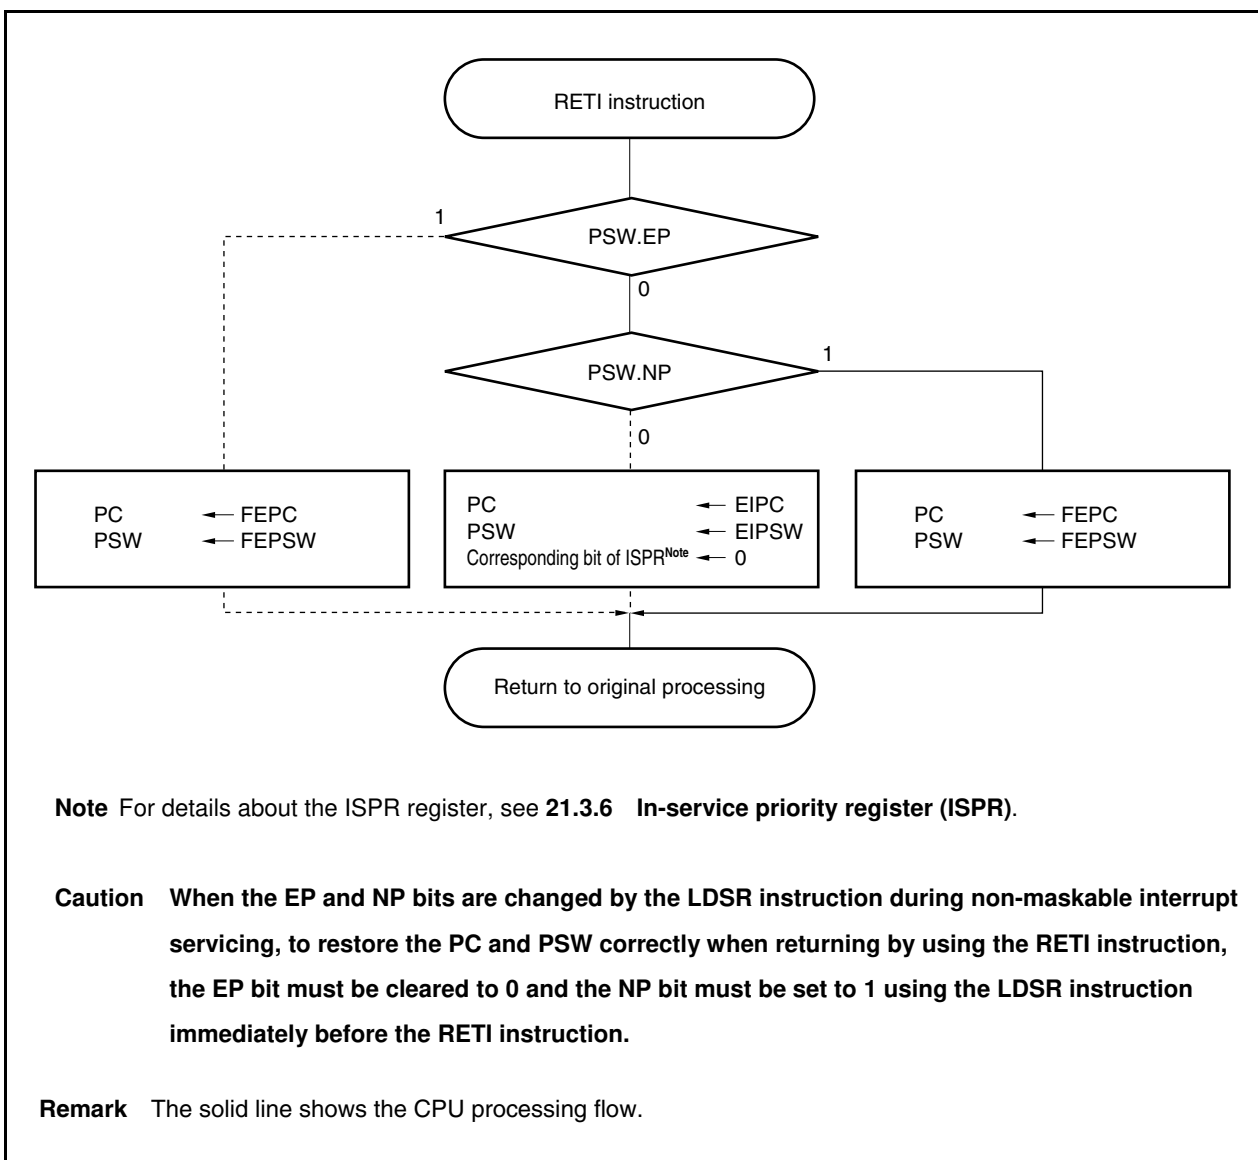 RETI instruction
1
PSW.EP
0
PSW.NP
1
0
PC ← FEPC
PSW ← FEPSW
PC ← EIPC
PSW ← EIPSW
Corresponding bit of ISPRNote ← 0
PC ← FEPC
PSW ← FEPSW
Return to original processing
Note For details about the ISPR register, see 21.3.6 In-service priority register (ISPR).
Caution When the EP and NP bits are changed by the LDSR instruction during non-maskable interrupt
servicing, to restore the PC and PSW correctly when returning by using the RETI instruction,
the EP bit must be cleared to 0 and the NP bit must be set to 1 using the LDSR instruction
immediately before the RETI instruction.
Remark The solid line shows the CPU processing flow.